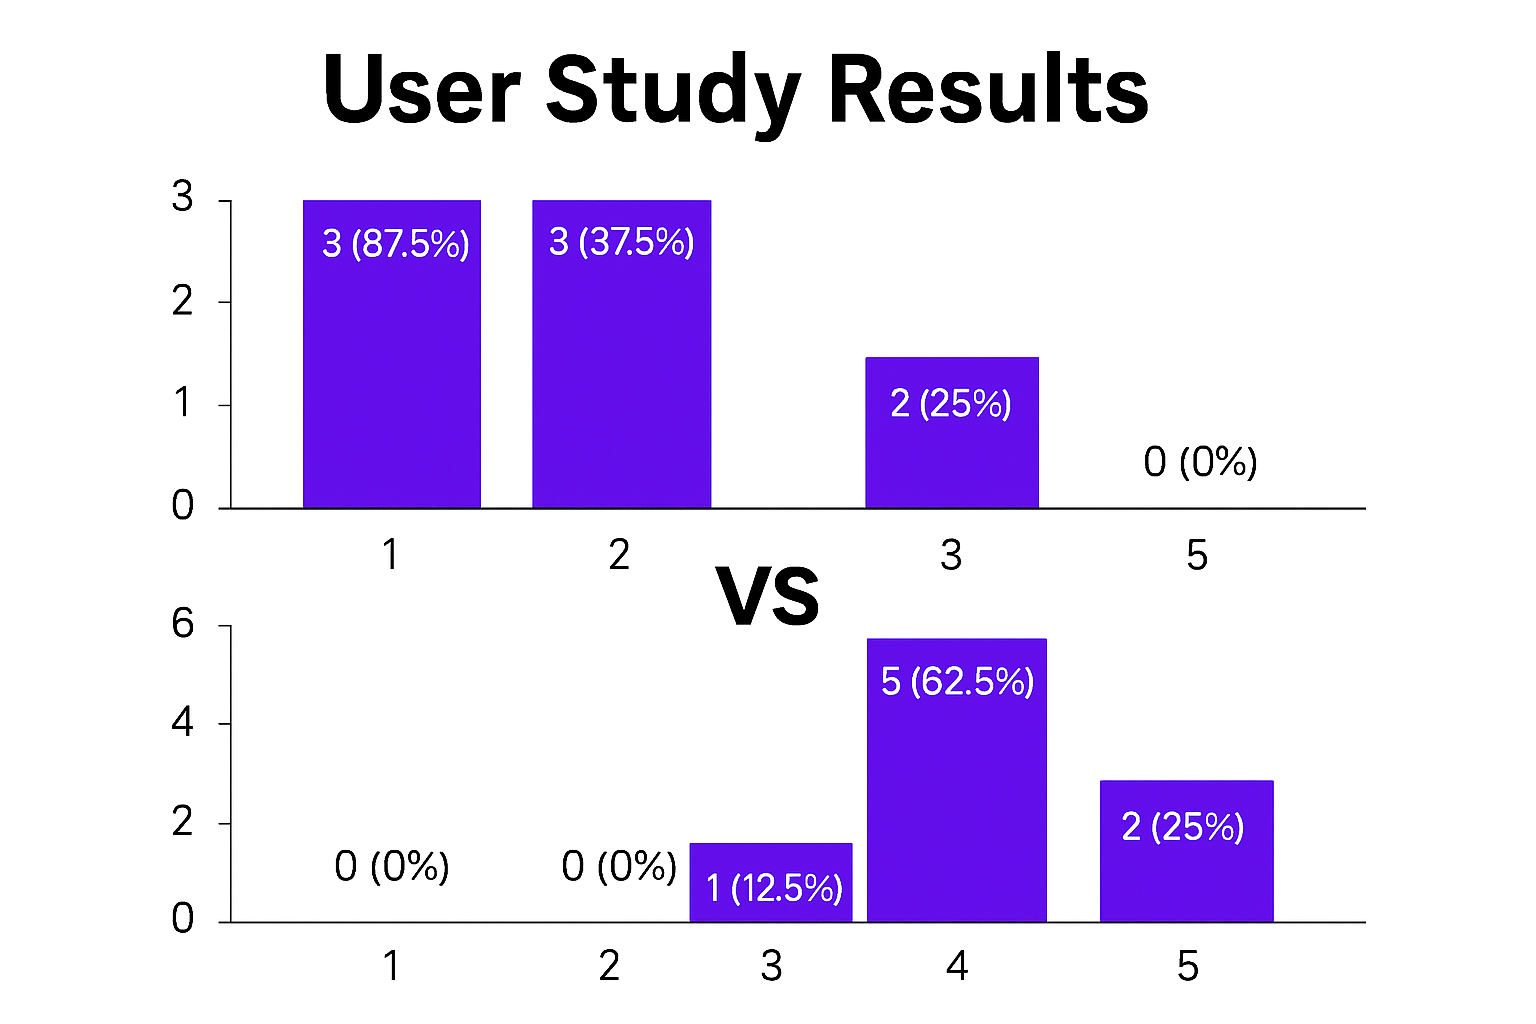 User Study Results
3
3 (87.5%) 3 (37.5%)
2
1
2 (25%)
0 (0%)
0
1 2 3 5
VS
6
5 (62.5%)
4
2
2 (25%)
0 (0%) 0 (0%) 1 (12.5%)
0
1 2 3 4 5